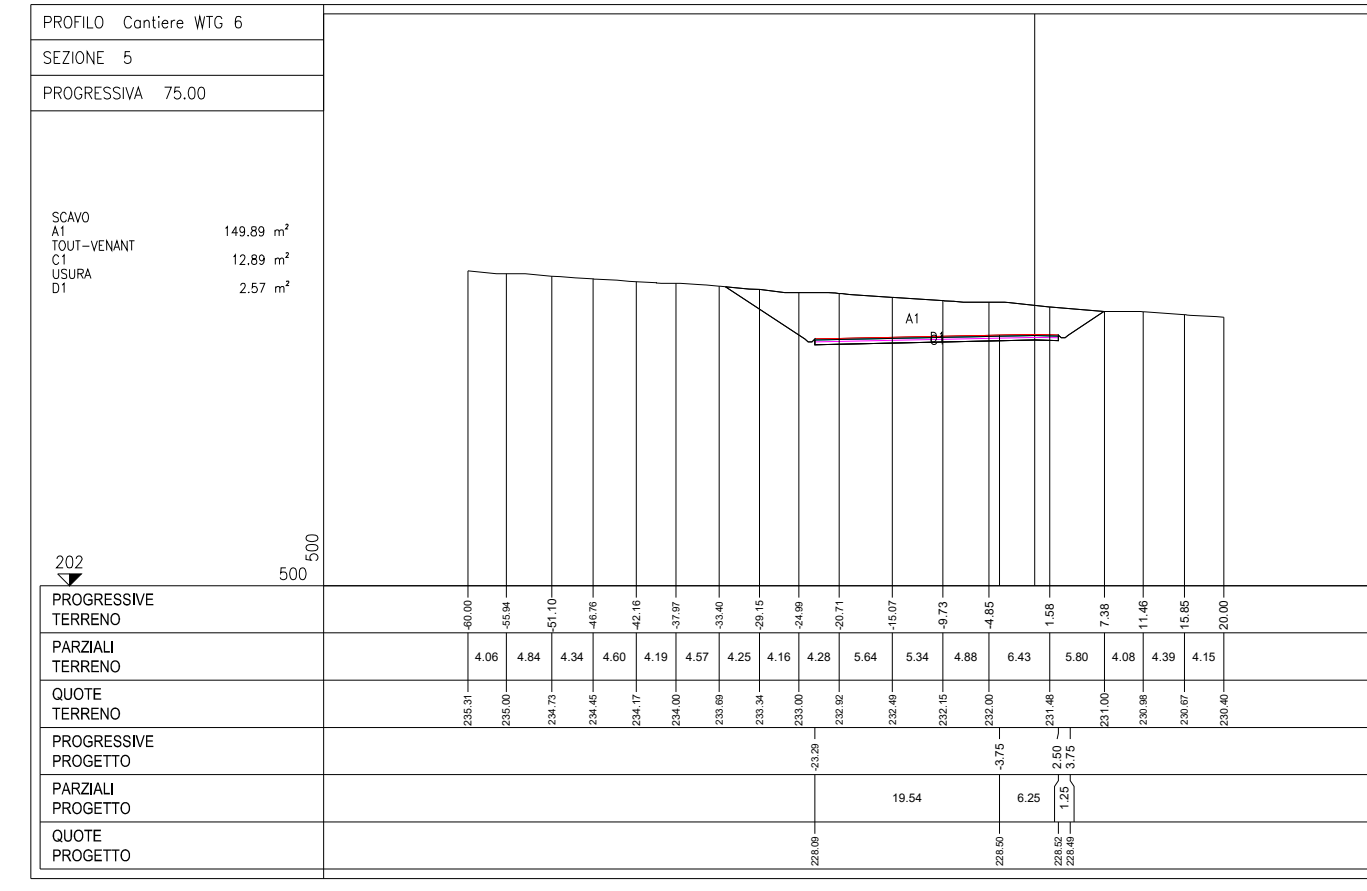 PROFILO Cantiere WTG 6
SEZIONE 5
PROGRESSIVA 75.00
SCAVO
A1 149.89 m²
TOUT-VENANT
C1 12.89 m²
USURA
D1 2.57 m²
A1
D1
202
500
500
PROGRESSIVE
TERRENO
-60.00 -55.94 -51.10 -46.76 -42.16 -37.97 -33.40 -29.15 -24.99 -20.71 -15.07 -9.73 -4.85 1.58 7.38 11.46 15.85 20.00
PARZIALI
TERRENO
4.06 4.84 4.34 4.60 4.19 4.57 4.25 4.16 4.28 5.64 5.34 4.88 6.43 5.80 4.08 4.39 4.15
QUOTE
TERRENO
235.31 235.00 234.73 234.45 234.17 234.00 233.69 233.34 233.00 232.92 232.49 232.15 232.00 231.48 231.00 230.98 230.67 230.40
PROGRESSIVE
PROGETTO
-23.29 -3.75 2.50 3.75
PARZIALI
PROGETTO
19.54 6.25 1.25
QUOTE
PROGETTO
228.09 228.50 228.52 228.49